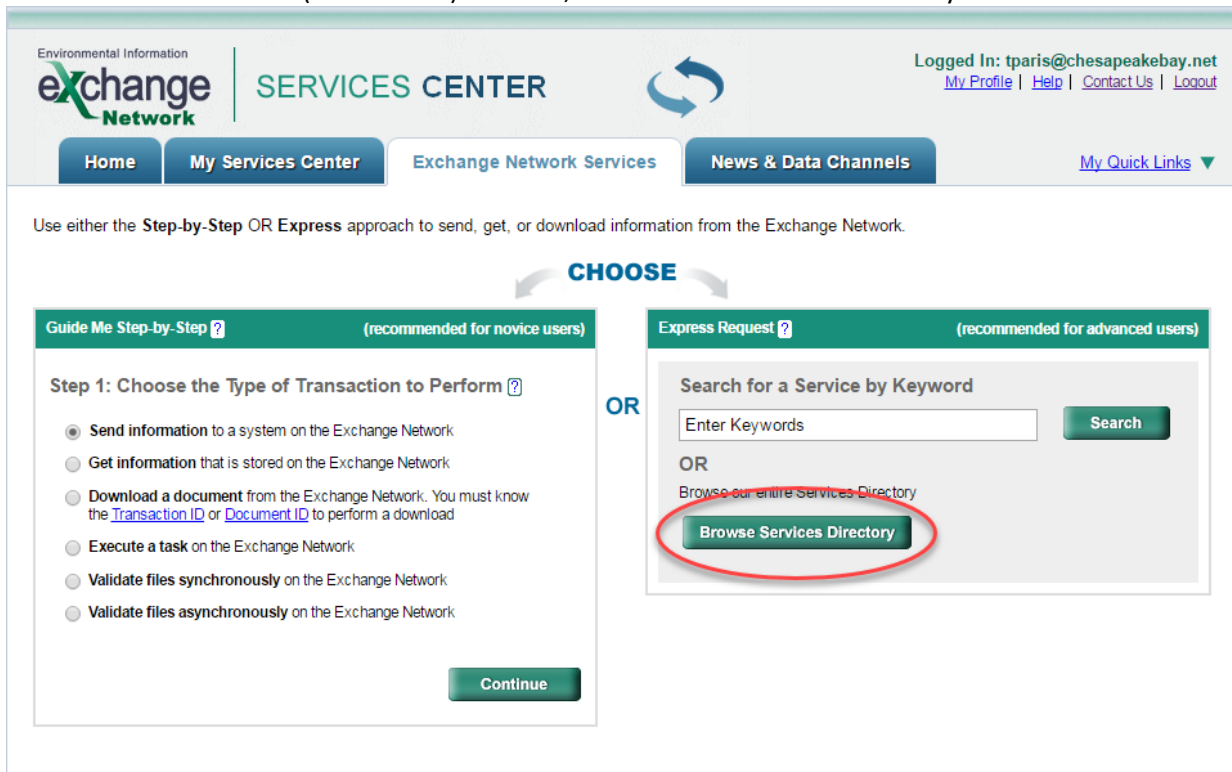 Environmental Information
eXchange
Network
SERVICES CENTER
Logged In: tparis@chesapeakebay.net
My Profile | Help | Contact Us | Logout
Home
My Services Center
Exchange Network Services
News & Data Channels
My Quick Links ▼
Use either the Step-by-Step OR Express approach to send, get, or download information from the Exchange Network.
CHOOSE
Guide Me Step-by-Step ? (recommended for novice users)
Step 1: Choose the Type of Transaction to Perform ?
Send information to a system on the Exchange Network
Get information that is stored on the Exchange Network
Download a document from the Exchange Network. You must know
the Transaction ID or Document ID to perform a download
Execute a task on the Exchange Network
Validate files synchronously on the Exchange Network
Validate files asynchronously on the Exchange Network
Continue
OR
Express Request ? (recommended for advanced users)
Search for a Service by Keyword
Enter Keywords
Search
OR
Browse our entire Services Directory
Browse Services Directory